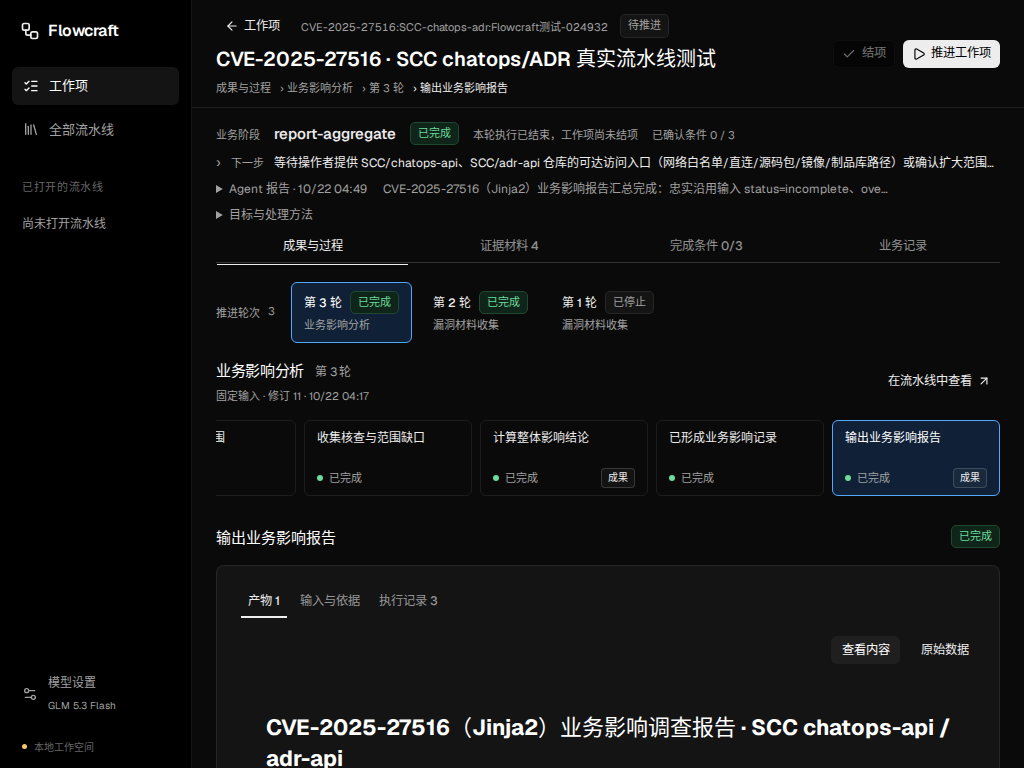 Flowcraft
工作项
全部流水线
已打开的流水线
尚未打开流水线
模型设置
GLM 5.3 Flash
本地工作空间
工作项 CVE-2025-27516:SCC-chatops-adr:Flowcraft测试-024932 待推进
CVE-2025-27516 · SCC chatops/ADR 真实流水线测试
结项 推进工作项
成果与过程 › 业务影响分析 › 第 3 轮 › 输出业务影响报告
业务阶段 report-aggregate 已完成 本轮执行已结束，工作项尚未结项 已确认条件 0 / 3
› 下一步 等待操作者提供 SCC/chatops-api、SCC/adr-api 仓库的可达访问入口（网络白名单/直连/源码包/镜像/制品库路径）或确认扩大范围…
▶ Agent 报告 · 10/22 04:49 CVE-2025-27516（Jinja2）业务影响报告汇总完成：忠实沿用输入 status=incomplete、ove…
▶ 目标与处理方法
成果与过程 证据材料 4 完成条件 0/3 业务记录
推进轮次 3
第 3 轮 已完成
业务影响分析
第 2 轮 已完成
漏洞材料收集
第 1 轮 已停止
漏洞材料收集
业务影响分析 第 3 轮
固定输入 · 修订 11 · 10/22 04:17
在流水线中查看
围
收集核查与范围缺口
已完成
计算整体影响结论
已完成 成果
已形成业务影响记录
已完成
输出业务影响报告
已完成 成果
输出业务影响报告 已完成
产物 1 输入与依据 执行记录 3
查看内容 原始数据
CVE-2025-27516（Jinja2）业务影响调查报告 · SCC chatops-api /
adr-api